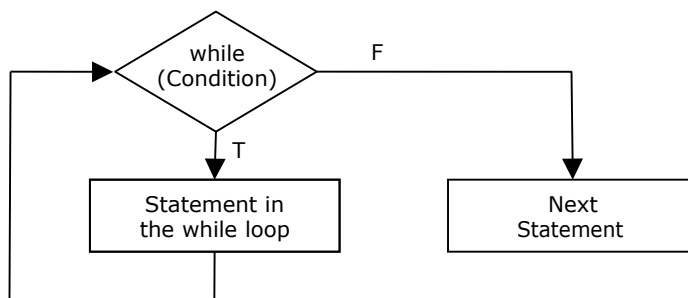 while
(Condition)
F
T
Statement in
the while loop
Next
Statement